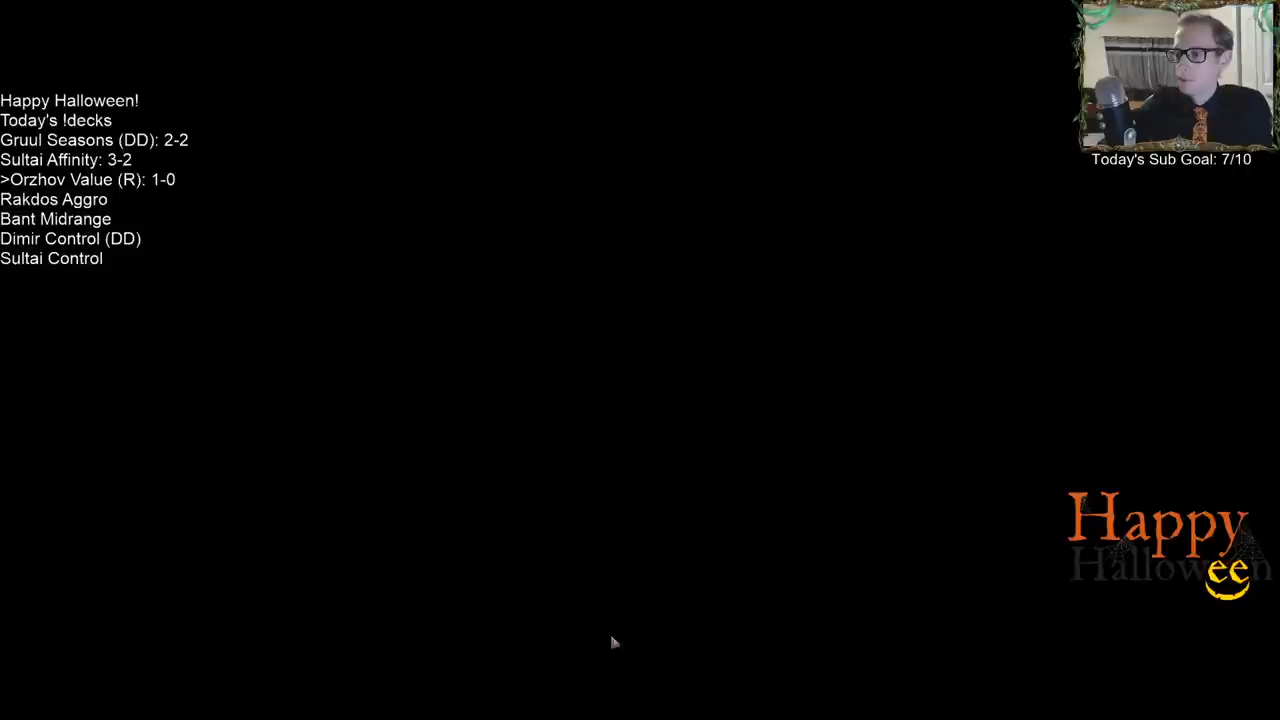 Happy Halloween!
Today's !decks
Gruul Seasons (DD): 2-2
Sultai Affinity: 3-2
>Orzhov Value (R): 1-0
Rakdos Aggro
Bant Midrange
Dimir Control (DD)
Sultai Control
Today's Sub Goal: 7/10
Happy
Halloween